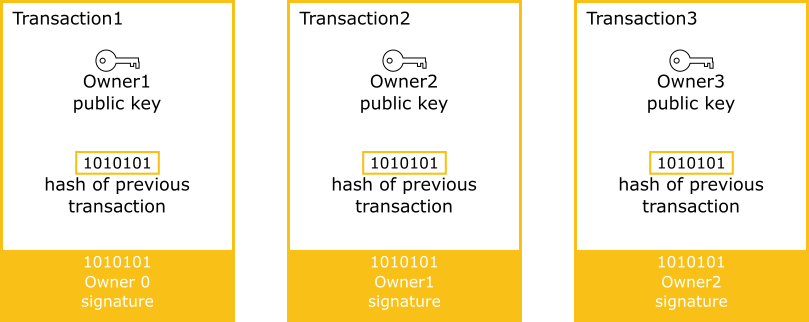 Transaction1
Owner1
public key
1010101
hash of previous
transaction
1010101
Owner 0
signature
Transaction2
Owner2
public key
1010101
hash of previous
transaction
1010101
Owner1
signature
Transaction3
Owner3
public key
1010101
hash of previous
transaction
1010101
Owner2
signature